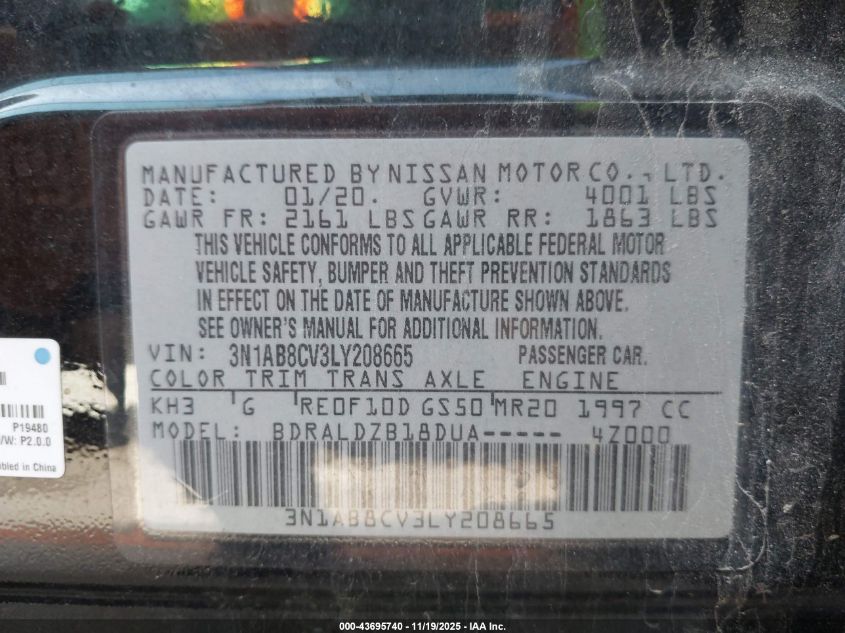 MANUFACTURED BY NISSAN MOTOR CO., LTD.
DATE: 01/20. GVWR: 4001 LBS
GAWR FR: 2161 LBS GAWR RR: 1863 LBS
THIS VEHICLE CONFORMS TO ALL APPLICABLE FEDERAL MOTOR
VEHICLE SAFETY, BUMPER AND THEFT PREVENTION STANDARDS
IN EFFECT ON THE DATE OF MANUFACTURE SHOWN ABOVE.
SEE OWNER'S MANUAL FOR ADDITIONAL INFORMATION.
VIN: 3N1AB8CV3LY208665 PASSENGER CAR.
COLOR TRIM TRANS AXLE ENGINE
KH3 G RE0F10D GS50 MR20 1997 CC
MODEL: BDRALDZB18DUA----- 4Z000
3N1AB8CV3LY208665
P19480
/W: P2.0.0
in China
000-43695740 - 11/19/2025 - IAA Inc.